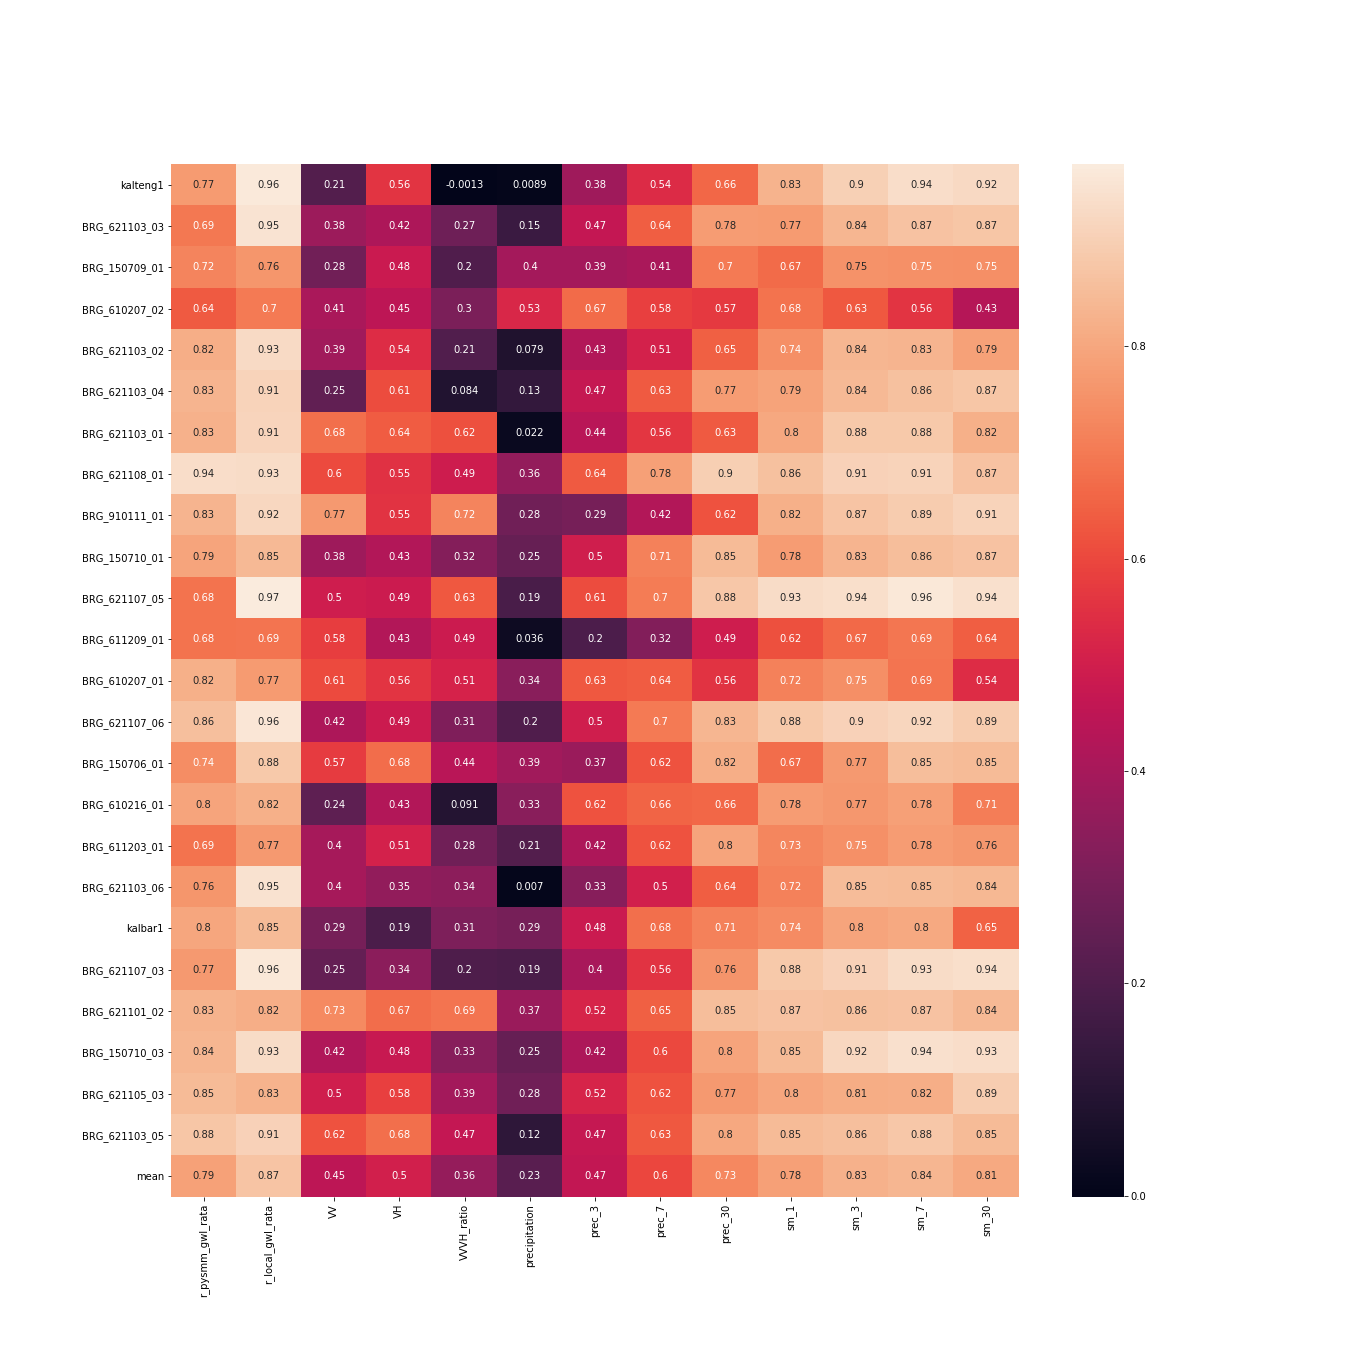 kalteng1 0.77 0.96 0.21 0.56 -0.0013 0.0089 0.38 0.54 0.66 0.83 0.9 0.94 0.92
BRG_621103_03 0.69 0.95 0.38 0.42 0.27 0.15 0.47 0.64 0.78 0.77 0.84 0.87 0.87
BRG_150709_01 0.72 0.76 0.28 0.48 0.2 0.4 0.39 0.41 0.7 0.67 0.75 0.75 0.75
BRG_610207_02 0.64 0.7 0.41 0.45 0.3 0.53 0.67 0.58 0.57 0.68 0.63 0.56 0.43
BRG_621103_02 0.82 0.93 0.39 0.54 0.21 0.079 0.43 0.51 0.65 0.74 0.84 0.83 0.79
0.8
BRG_621103_04 0.83 0.91 0.25 0.61 0.084 0.13 0.47 0.63 0.77 0.79 0.84 0.86 0.87
BRG_621103_01 0.83 0.91 0.68 0.64 0.62 0.022 0.44 0.56 0.63 0.8 0.88 0.88 0.82
BRG_621108_01 0.94 0.93 0.6 0.55 0.49 0.36 0.64 0.78 0.9 0.86 0.91 0.91 0.87
BRG_910111_01 0.83 0.92 0.77 0.55 0.72 0.28 0.29 0.42 0.62 0.82 0.87 0.89 0.91
BRG_150710_01 0.79 0.85 0.38 0.43 0.32 0.25 0.5 0.71 0.85 0.78 0.83 0.86 0.87
0.6
BRG_621107_05 0.68 0.97 0.5 0.49 0.63 0.19 0.61 0.7 0.88 0.93 0.94 0.96 0.94
BRG_611209_01 0.68 0.69 0.58 0.43 0.49 0.036 0.2 0.32 0.49 0.62 0.67 0.69 0.64
BRG_610207_01 0.82 0.77 0.61 0.56 0.51 0.34 0.63 0.64 0.56 0.72 0.75 0.69 0.54
BRG_621107_06 0.86 0.96 0.42 0.49 0.31 0.2 0.5 0.7 0.83 0.88 0.9 0.92 0.89
BRG_150706_01 0.74 0.88 0.57 0.68 0.44 0.39 0.37 0.62 0.82 0.67 0.77 0.85 0.85
0.4
BRG_610216_01 0.8 0.82 0.24 0.43 0.091 0.33 0.62 0.66 0.66 0.78 0.77 0.78 0.71
BRG_611203_01 0.69 0.77 0.4 0.51 0.28 0.21 0.42 0.62 0.8 0.73 0.75 0.78 0.76
BRG_621103_06 0.76 0.95 0.4 0.35 0.34 0.007 0.33 0.5 0.64 0.72 0.85 0.85 0.84
kalbar1 0.8 0.85 0.29 0.19 0.31 0.29 0.48 0.68 0.71 0.74 0.8 0.8 0.65
BRG_621107_03 0.77 0.96 0.25 0.34 0.2 0.19 0.4 0.56 0.76 0.88 0.91 0.93 0.94
0.2
BRG_621101_02 0.83 0.82 0.73 0.67 0.69 0.37 0.52 0.65 0.85 0.87 0.86 0.87 0.84
BRG_150710_03 0.84 0.93 0.42 0.48 0.33 0.25 0.42 0.6 0.8 0.85 0.92 0.94 0.93
BRG_621105_03 0.85 0.83 0.5 0.58 0.39 0.28 0.52 0.62 0.77 0.8 0.81 0.82 0.89
BRG_621103_05 0.88 0.91 0.62 0.68 0.47 0.12 0.47 0.63 0.8 0.85 0.86 0.88 0.85
mean 0.79 0.87 0.45 0.5 0.36 0.23 0.47 0.6 0.73 0.78 0.83 0.84 0.81
0.0
r_pysmm_gwl_rata
r_local_gwl_rata
VV
VH
VVVH_ratio
precipitation
prec_3
prec_7
prec_30
sm_1
sm_3
sm_7
sm_30